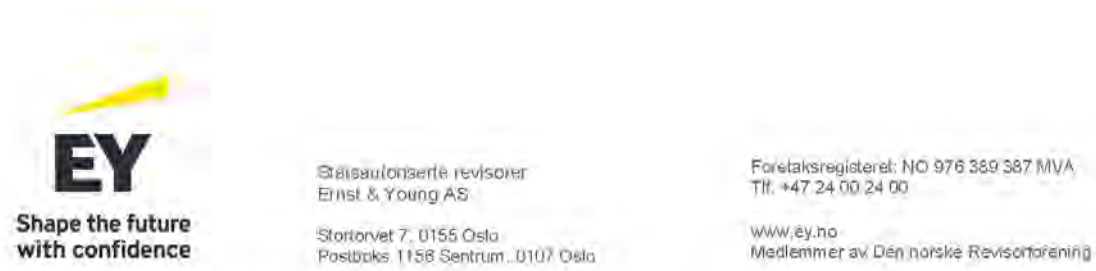 EY
Shape the future
with confidence
Statsautoriserte revisorer
Ernst & Young AS
Stortorvet 7, 0155 Oslo
Postboks 1156 Sentrum, 0107 Oslo
Foretaksregisteret: NO 976 389 387 MVA
Tlf: +47 24 00 24 00
www.ey.no
Medlemmer av Den norske Revisorforening